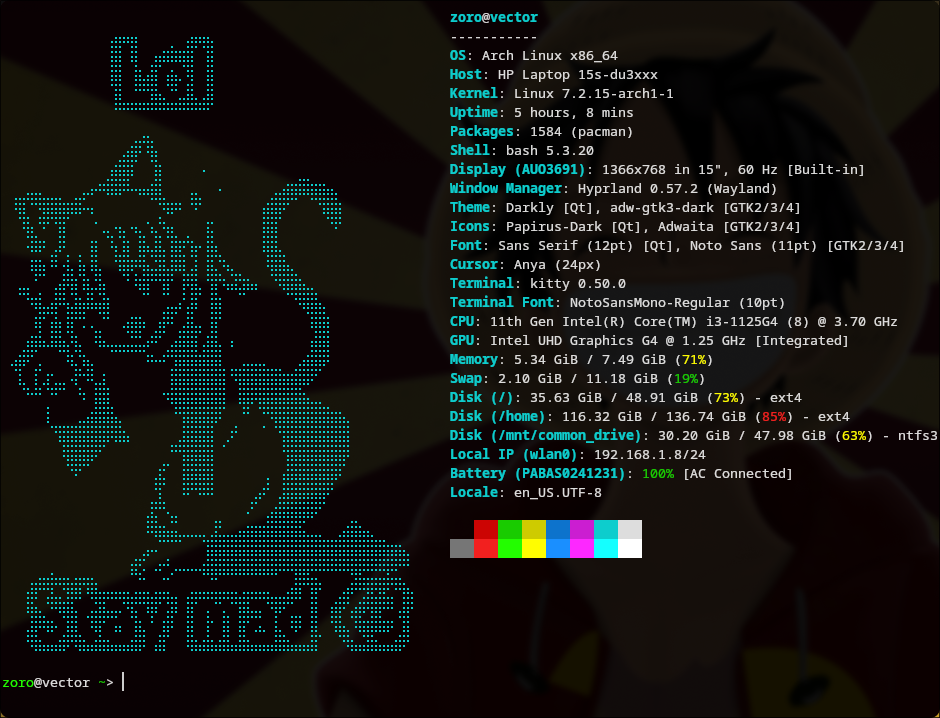 zoro@vector
-----------
OS: Arch Linux x86_64
Host: HP Laptop 15s-du3xxx
Kernel: Linux 7.2.15-arch1-1
Uptime: 5 hours, 8 mins
Packages: 1584 (pacman)
Shell: bash 5.3.20
Display (AUO3691): 1366x768 in 15", 60 Hz [Built-in]
Window Manager: Hyprland 0.57.2 (Wayland)
Theme: Darkly [Qt], adw-gtk3-dark [GTK2/3/4]
Icons: Papirus-Dark [Qt], Adwaita [GTK2/3/4]
Font: Sans Serif (12pt) [Qt], Noto Sans (11pt) [GTK2/3/4]
Cursor: Anya (24px)
Terminal: kitty 0.50.0
Terminal Font: NotoSansMono-Regular (10pt)
CPU: 11th Gen Intel(R) Core(TM) i3-1125G4 (8) @ 3.70 GHz
GPU: Intel UHD Graphics G4 @ 1.25 GHz [Integrated]
Memory: 5.34 GiB / 7.49 GiB (71%)
Swap: 2.10 GiB / 11.18 GiB (19%)
Disk (/): 35.63 GiB / 48.91 GiB (73%) - ext4
Disk (/home): 116.32 GiB / 136.74 GiB (85%) - ext4
Disk (/mnt/common_drive): 30.20 GiB / 47.98 GiB (63%) - ntfs3
Local IP (wlan0): 192.168.1.8/24
Battery (PABAS0241231): 100% [AC Connected]
Locale: en_US.UTF-8
zoro@vector ~>